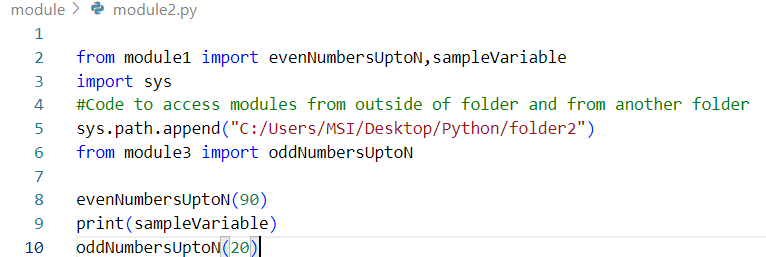 module > module2.py
1
2 from module1 import evenNumbersUptoN,sampleVariable
3 import sys
4 #Code to access modules from outside of folder and from another folder
5 sys.path.append("C:/Users/MSI/Desktop/Python/folder2")
6 from module3 import oddNumbersUptoN
7
8 evenNumbersUptoN(90)
9 print(sampleVariable)
10 oddNumbersUptoN(20)